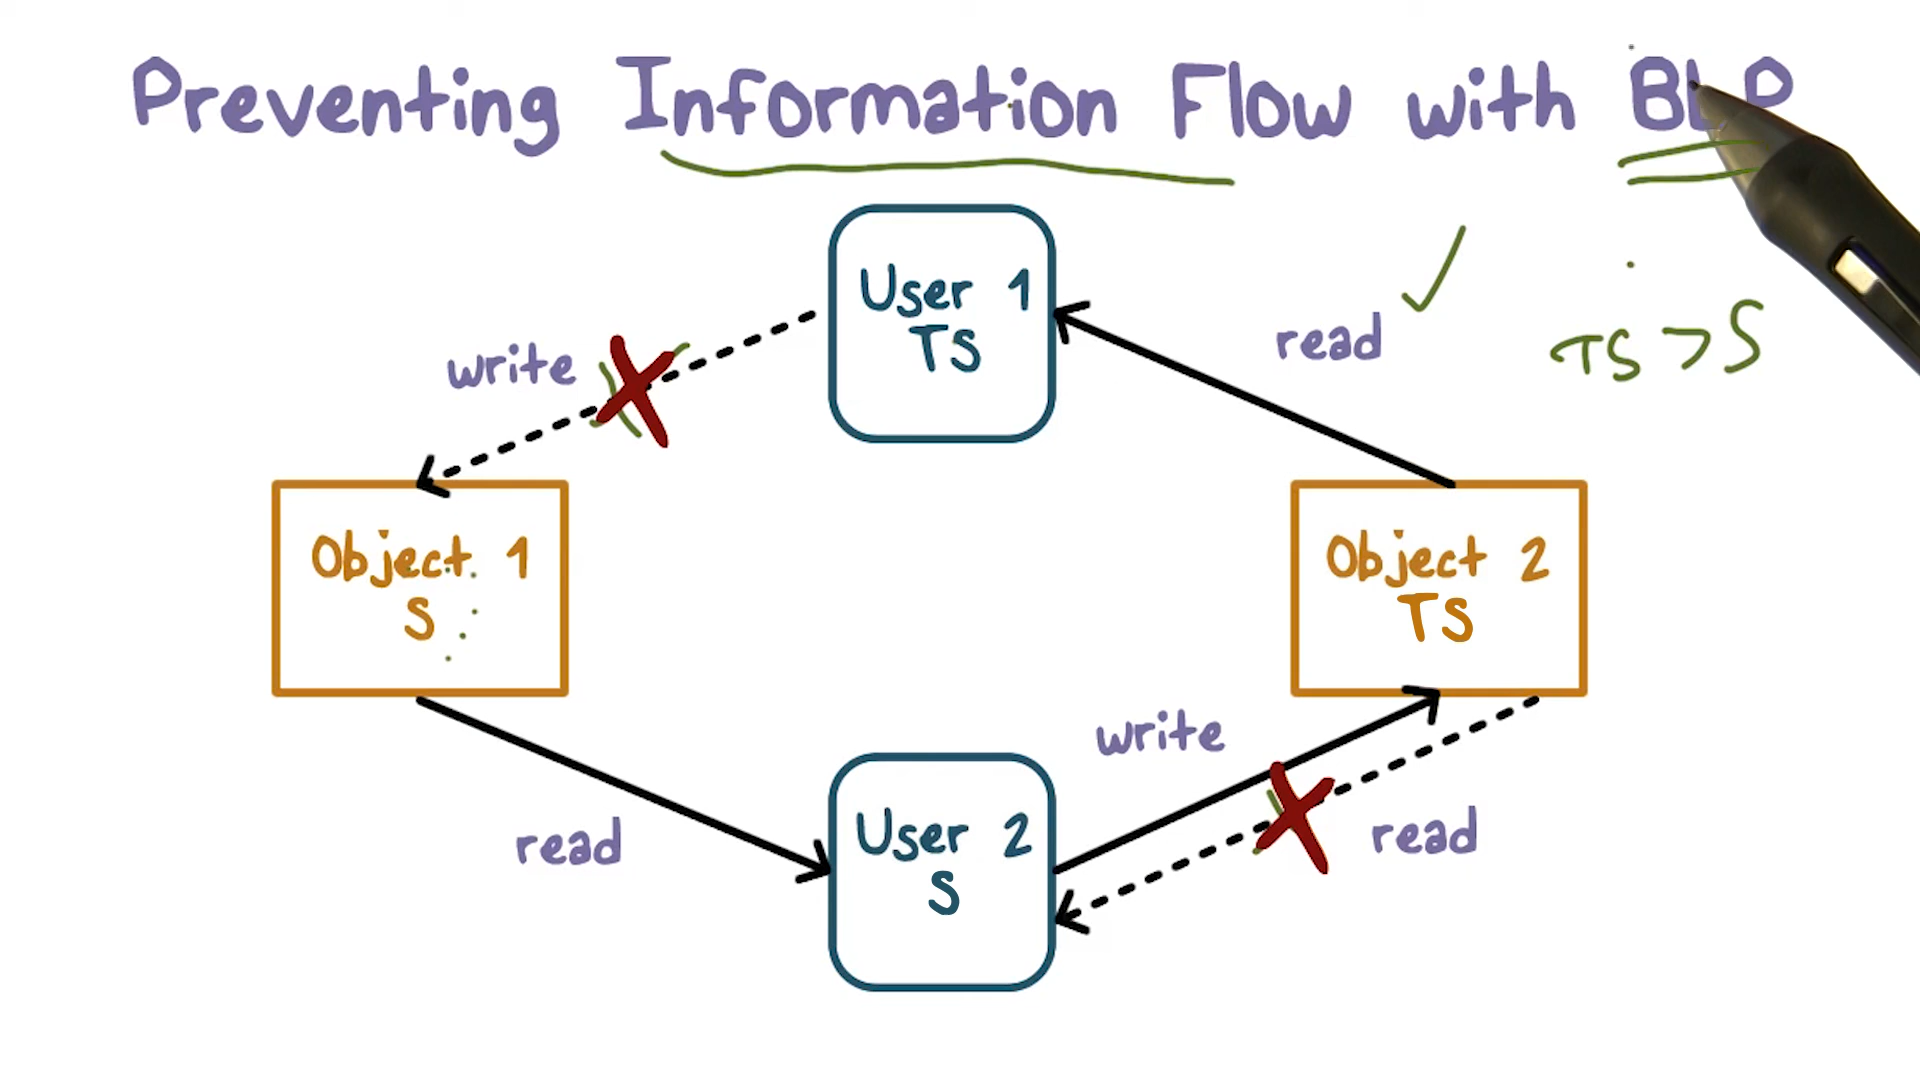 Preventing Information Flow with BLP
User 1
TS
write
read
TS > S
Object 1
S
Object 2
TS
write
read
User 2
S
read